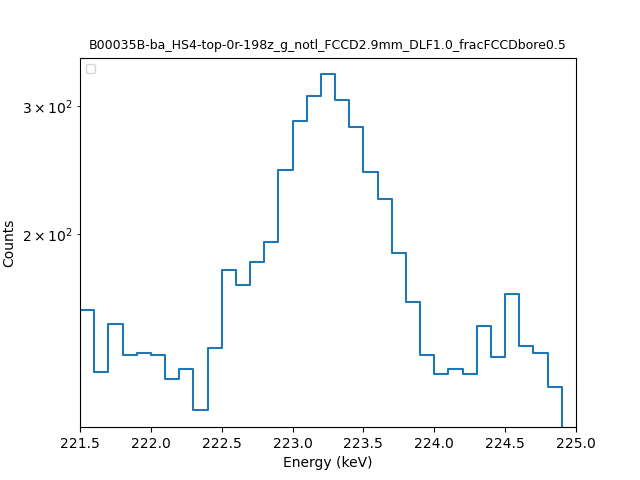 B00035B-ba_HS4-top-0r-198z_g_notl_FCCD2.9mm_DLF1.0_fracFCCDbore0.5
3 × 10²
2 × 10²
Counts
221.5 222.0 222.5 223.0 223.5 224.0 224.5 225.0
Energy (keV)